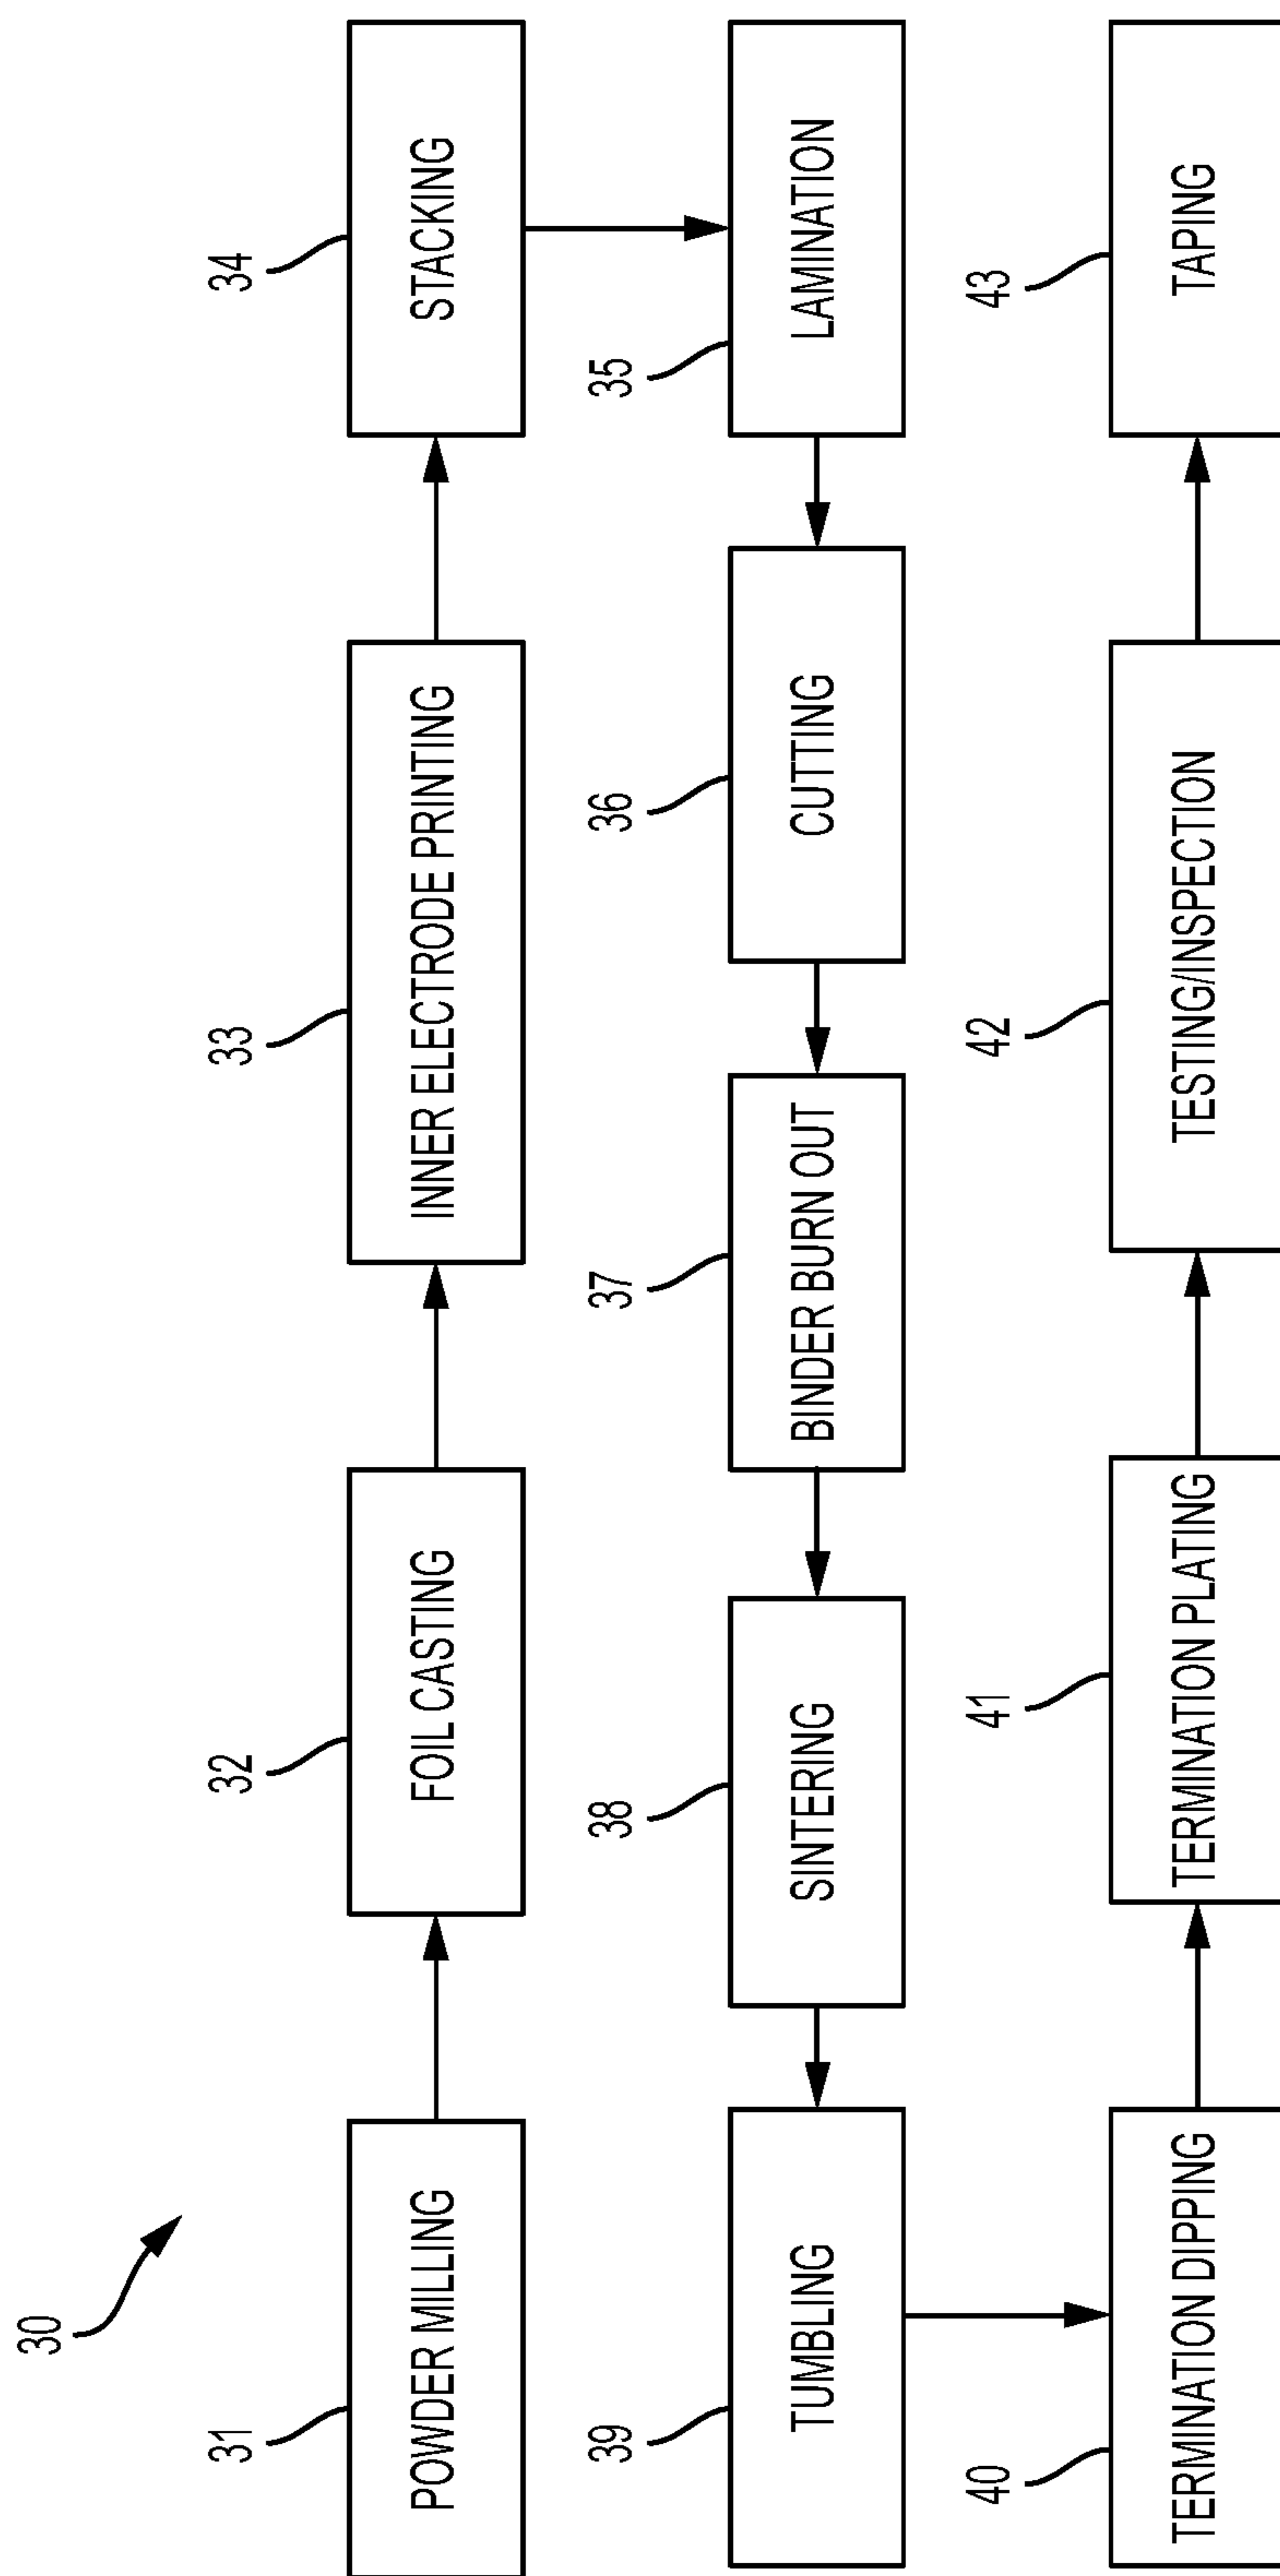 30
31
POWDER MILLING
32
FOIL CASTING
33
INNER ELECTRODE PRINTING
34
STACKING
35
LAMINATION
36
CUTTING
37
BINDER BURN OUT
38
SINTERING
39
TUMBLING
40
TERMINATION DIPPING
41
TERMINATION PLATING
42
TESTING/INSPECTION
43
TAPING